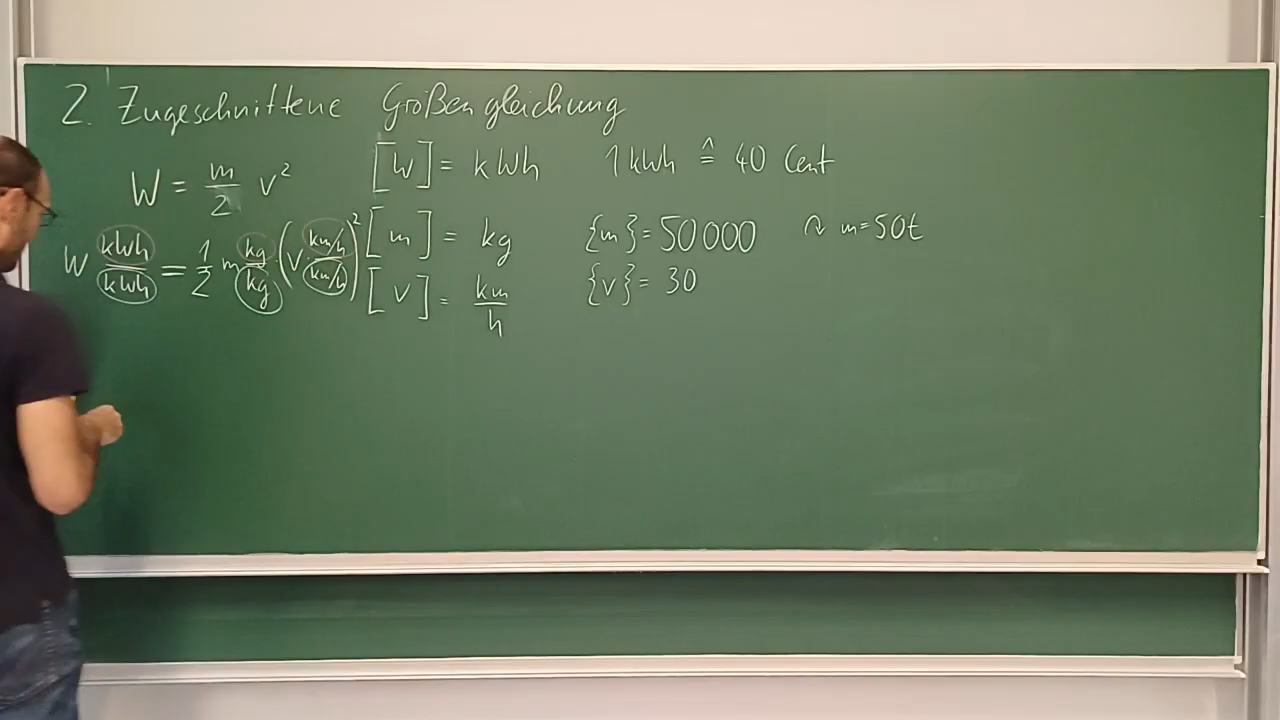 2. Zugeschnittene Größengleichung
W = m/2 v² [W] = kWh 1 kWh ≙ 40 Cent
W kWh/kWh = 1/2 m kg/kg · (v · km/h / km/h)² [m] = kg {m} = 50 000 ↷ m = 50t
[v] = km/h {v} = 30